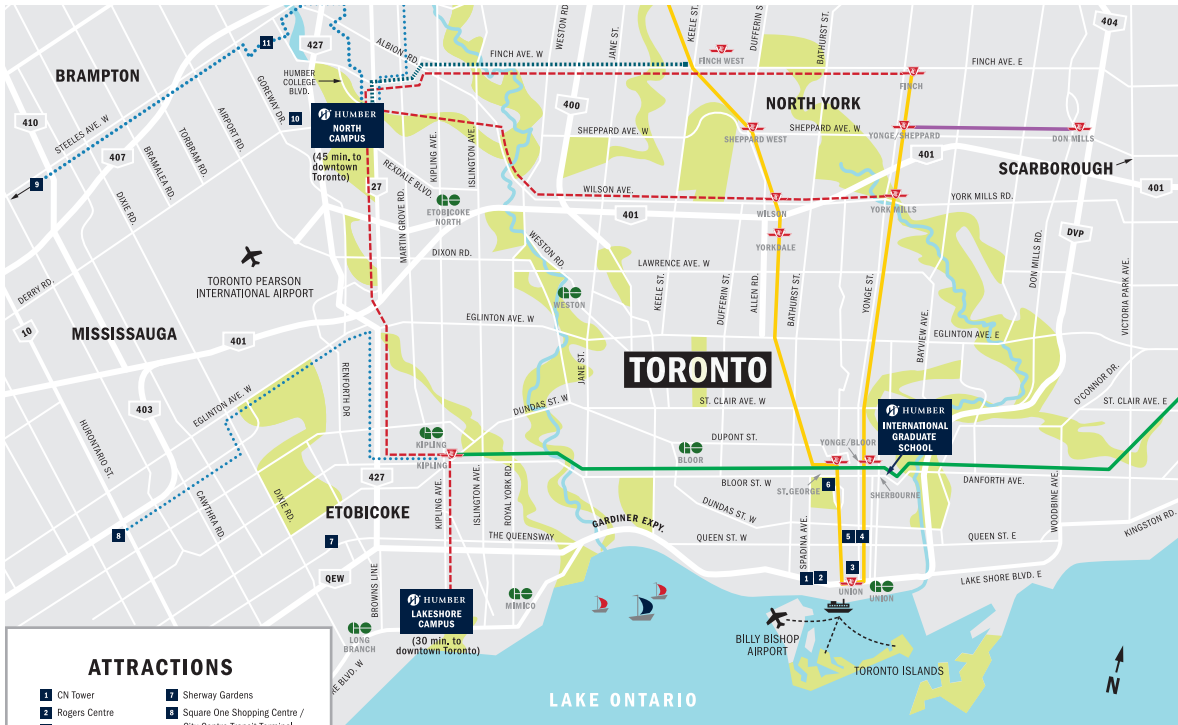 404
427
11
ALBION RD.
FINCH AVE. W
WESTON RD.
JANE ST.
KEELE ST.
DUFFERIN ST.
BATHURST ST.
FINCH WEST
FINCH AVE. E
FINCH
BRAMPTON
HUMBER
COLLEGE
BLVD.
GOREWAY DR.
NORTH YORK
400
410
STEELES AVE. W
AIRPORT RD.
TORBRAM RD.
BRAMALEA RD.
DIXIE RD.
10
HUMBER
NORTH
CAMPUS
(45 min. to
downtown
Toronto)
KIPLING AVE.
ISLINGTON AVE.
SHEPPARD AVE. W
SHEPPARD WEST
SHEPPARD AVE. W
YONGE/SHEPPARD
DON MILLS
407
401
SCARBOROUGH
9
REXDALE BLVD.
27
MARTIN GROVE RD.
ETOBICOKE
NORTH
WILSON AVE.
WILSON
YORK MILLS
YORK MILLS RD.
401
401
YORKDALE
DVP
TORONTO PEARSON
INTERNATIONAL AIRPORT
DIXON RD.
WESTON RD.
LAWRENCE AVE. W
KEELE ST.
DUFFERIN ST.
ALLEN RD.
BATHURST ST.
YONGE ST.
BAYVIEW AVE.
DON MILLS RD.
VICTORIA PARK AVE.
DERRY RD.
WESTON
10
MISSISSAUGA
401
EGLINTON AVE. W
EGLINTON AVE. E
RENFORTH DR
JANE ST.
TORONTO
403
EGLINTON AVE. W
DUNDAS ST. W
ST. CLAIR AVE. W
O'CONNOR DR.
ST. CLAIR AVE. E
HUMBER
INTERNATIONAL
GRADUATE
SCHOOL
HURONTARIO ST.
KIPLING
KIPLING
DUPONT ST.
BLOOR
YONGE/BLOOR
427
BLOOR ST. W
ST. GEORGE
6
SHERBOURNE
DANFORTH AVE.
CAWTHRA RD.
DIXIE RD.
KIPLING AVE.
ISLINGTON AVE.
ROYAL YORK RD.
DUNDAS ST. W
SPADINA AVE.
WOODBINE AVE.
KINGSTON RD.
ETOBICOKE
GARDINER EXPY.
8
7
THE QUEENSWAY
QUEEN ST. W
5
4
QUEEN ST. E
QEW
BROWNS LINE
1
2
3
UNION
UNION
LAKE SHORE BLVD. E
HUMBER
LAKESHORE
CAMPUS
(30 min. to
downtown Toronto)
MIMICO
LONG
BRANCH
BILLY BISHOP
AIRPORT
TORONTO ISLANDS
LAKE ONTARIO
N
ATTRACTIONS
1 CN Tower
2 Rogers Centre
7 Sherway Gardens
8 Square One Shopping Centre /